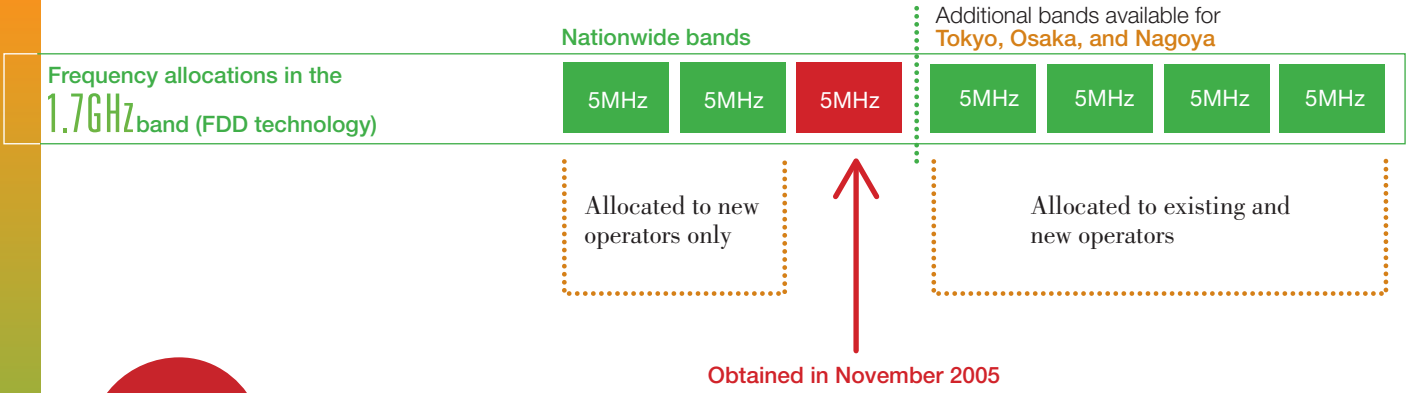 Additional bands available for
Tokyo, Osaka, and Nagoya
Nationwide bands
Frequency allocations in the
1.7GHz band (FDD technology)
5MHz 5MHz 5MHz 5MHz 5MHz 5MHz 5MHz
Allocated to new
operators only
Allocated to existing and
new operators
Obtained in November 2005